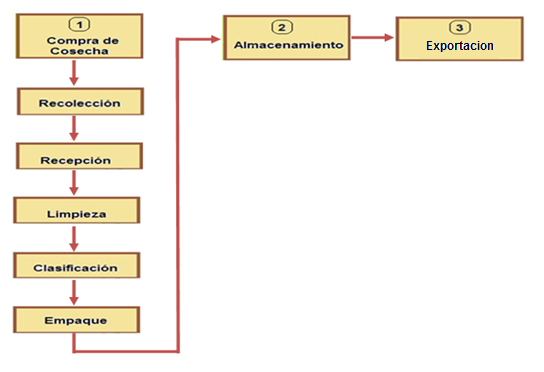 1
Compra de
Cosecha
Recolección
Recepción
Limpieza
Clasificación
Empaque
2
Almacenamiento
3
Exportacion